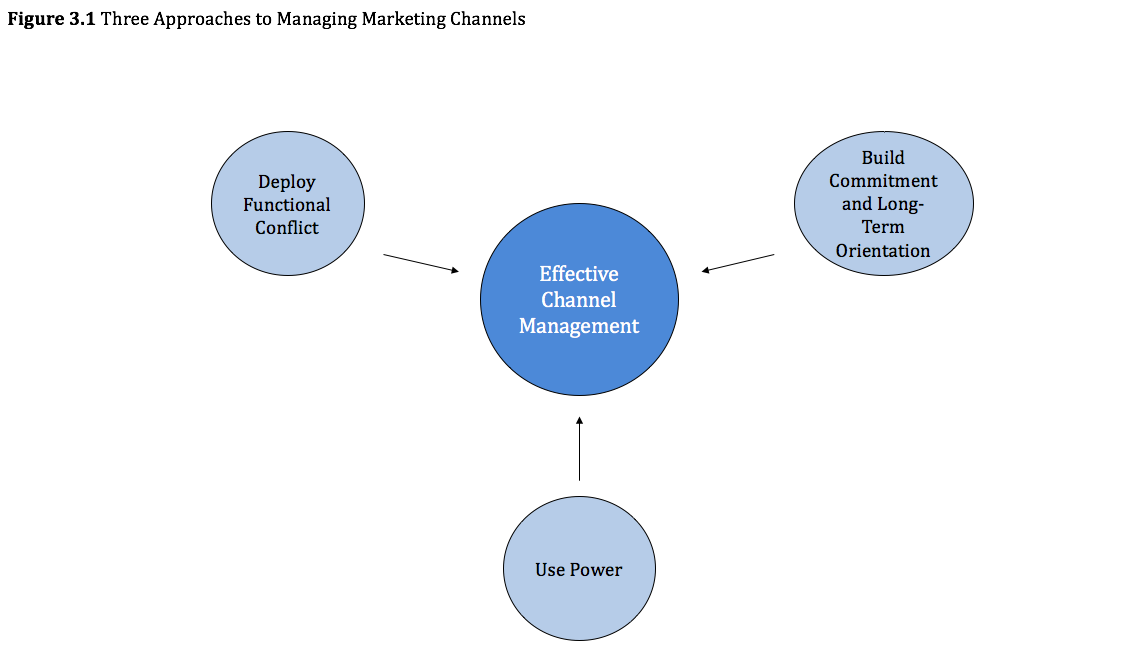 Figure 3.1 Three Approaches to Managing Marketing Channels
Deploy
Functional
Conflict
Build
Commitment
and Long-
Term
Orientation
Effective
Channel
Management
Use Power